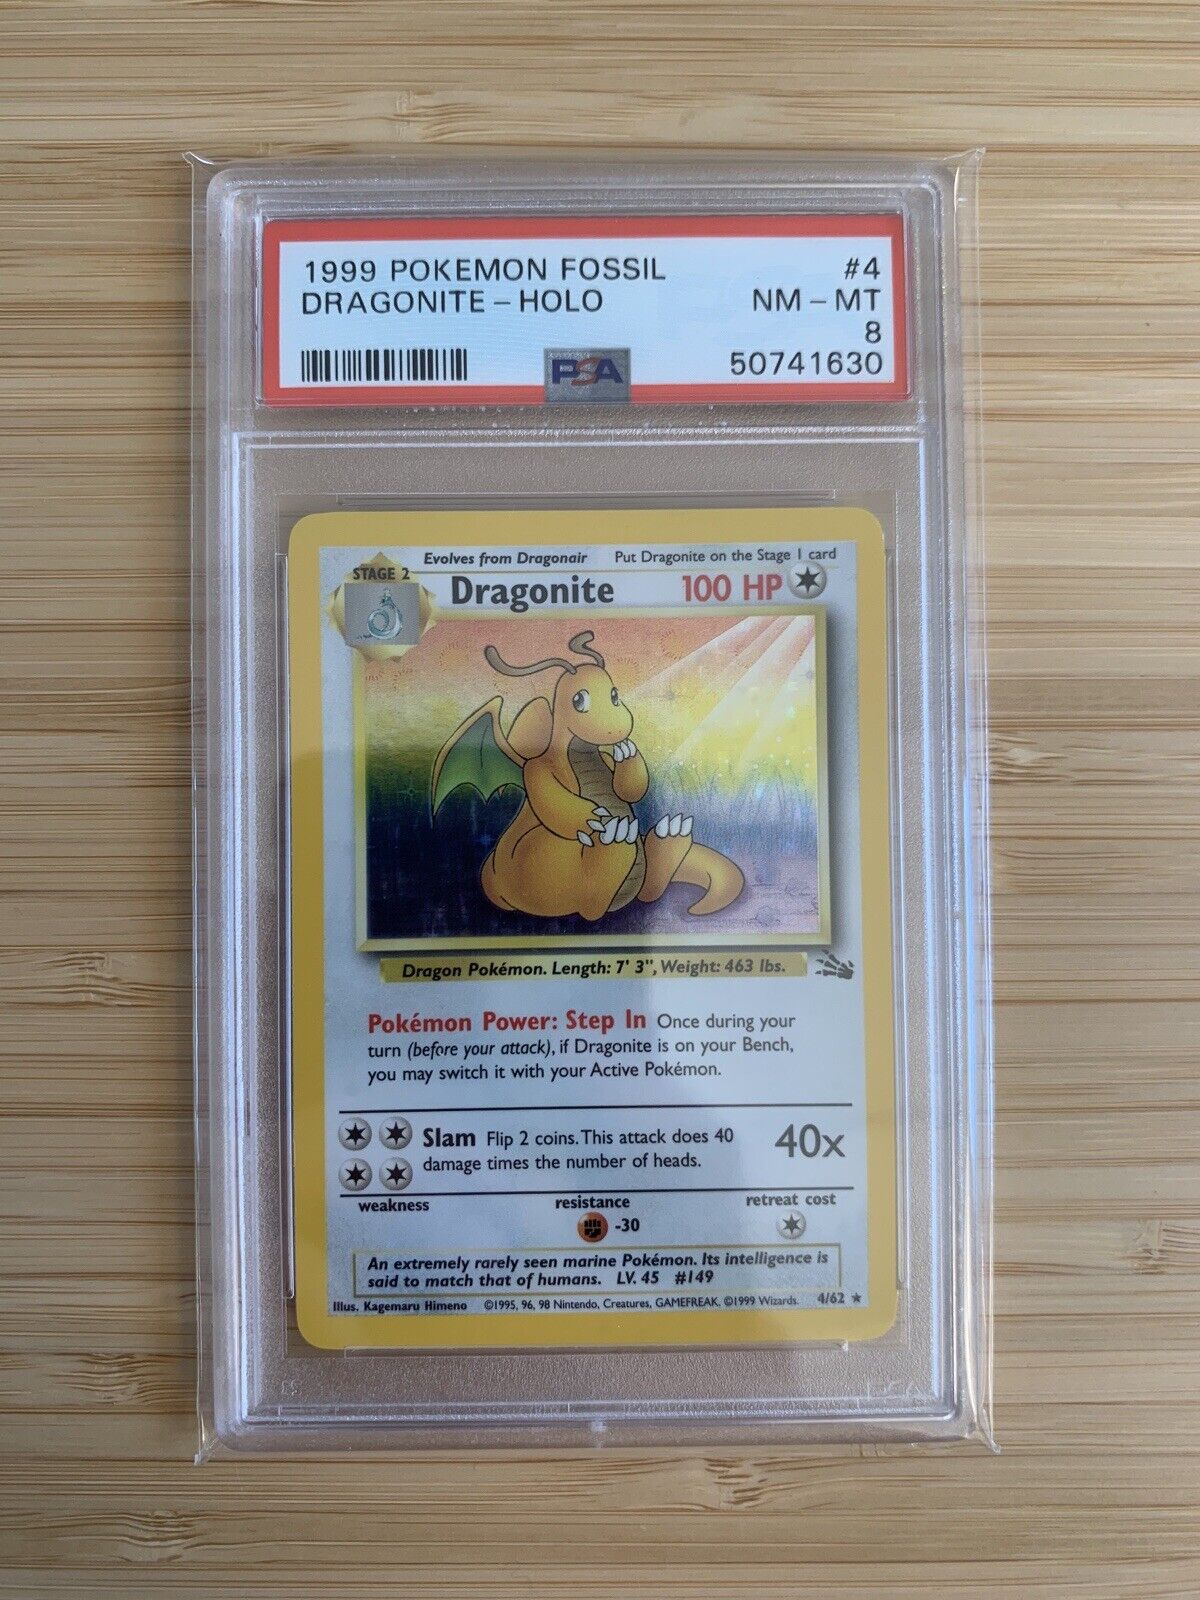 1999 POKEMON FOSSIL #4
DRAGONITE - HOLO NM - MT
8
PSA 50741630
Evolves from Dragonair Put Dragonite on the Stage 1 card
STAGE 2 Dragonite 100 HP
Dragon Pokémon. Length: 7' 3", Weight: 463 lbs.
Pokémon Power: Step In Once during your
turn (before your attack), if Dragonite is on your Bench,
you may switch it with your Active Pokémon.
Slam Flip 2 coins. This attack does 40 40x
damage times the number of heads.
weakness resistance retreat cost
-30
An extremely rarely seen marine Pokémon. Its intelligence is
said to match that of humans. LV. 45 #149
Illus. Kagemaru Himeno ©1995, 96, 98 Nintendo, Creatures, GAMEFREAK. ©1999 Wizards. 4/62 ★